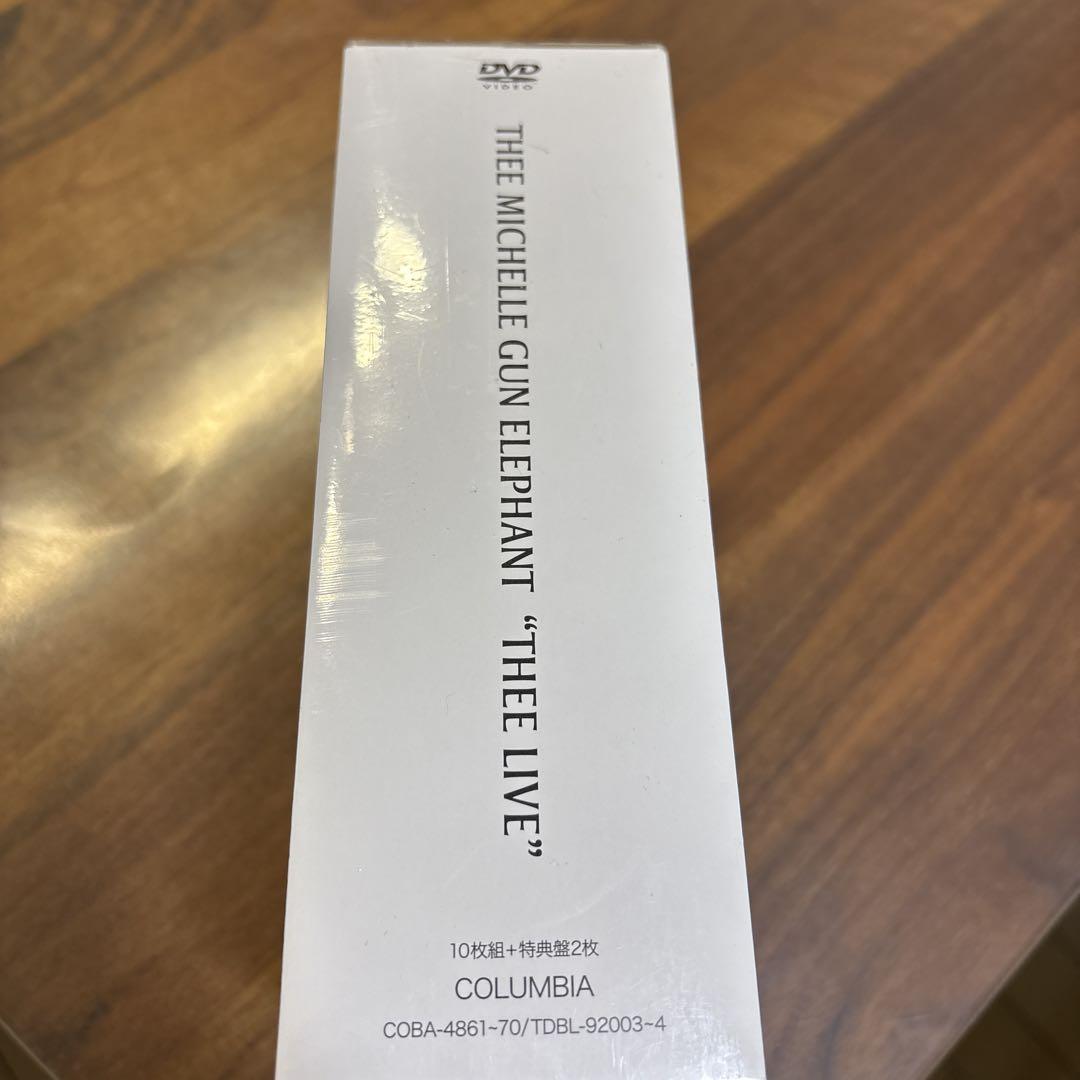 DVD
VIDEO
THEE MICHELLE GUN ELEPHANT “THEE LIVE”
10枚組+特典盤2枚
COLUMBIA
COBA-4861~70/TDBL-92003~4